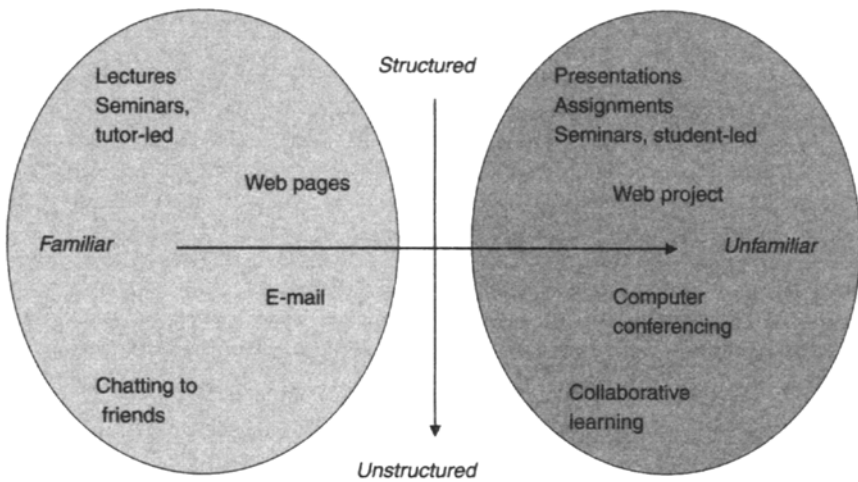 Structured
Lectures
Seminars,
tutor-led
Web pages
Familiar
E-mail
Chatting to
friends
Presentations
Assignments
Seminars, student-led
Web project
Unfamiliar
Computer
conferencing
Collaborative
learning
Unstructured